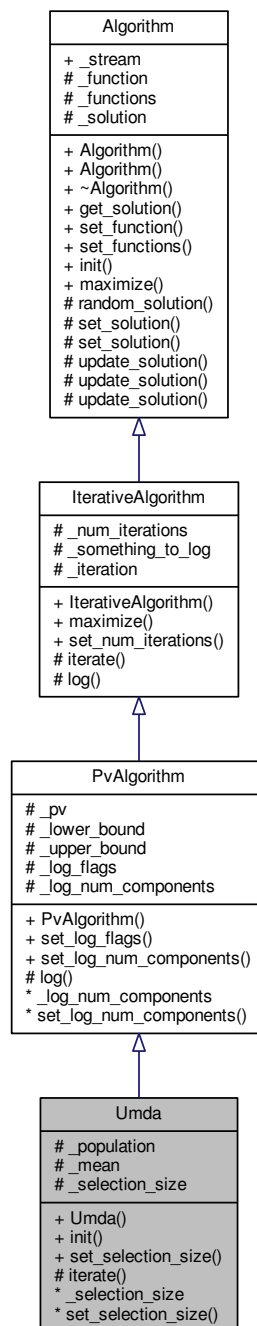 Algorithm
+ _stream
# _function
# _functions
# _solution
+ Algorithm()
+ Algorithm()
+ ~Algorithm()
+ get_solution()
+ set_function()
+ set_functions()
+ init()
+ maximize()
# random_solution()
# set_solution()
# set_solution()
# update_solution()
# update_solution()
# update_solution()
IterativeAlgorithm
# _num_iterations
# _something_to_log
# _iteration
+ IterativeAlgorithm()
+ maximize()
+ set_num_iterations()
# iterate()
# log()
PvAlgorithm
# _pv
# _lower_bound
# _upper_bound
# _log_flags
# _log_num_components
+ PvAlgorithm()
+ set_log_flags()
+ set_log_num_components()
# log()
* _log_num_components
* set_log_num_components()
Umda
# _population
# _mean
# _selection_size
+ Umda()
+ init()
+ set_selection_size()
# iterate()
* _selection_size
* set_selection_size()